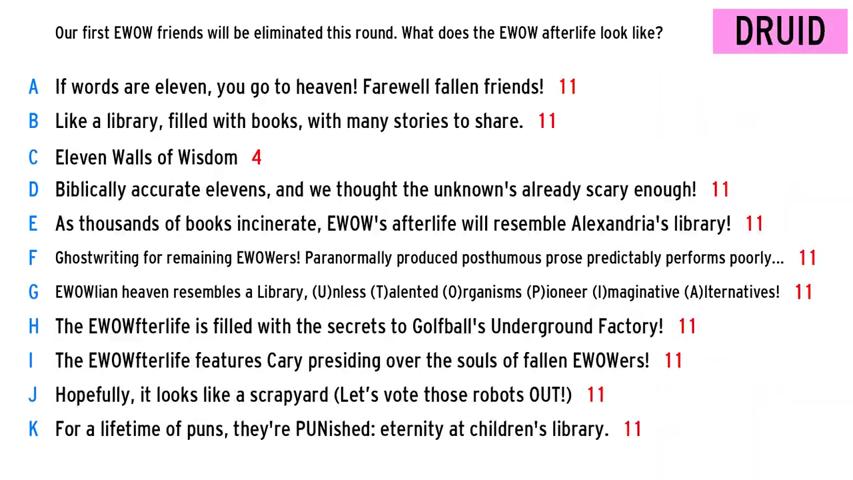 Our first EWOW friends will be eliminated this round. What does the EWOW afterlife look like?
DRUID
A If words are eleven, you go to heaven! Farewell fallen friends! 11
B Like a library, filled with books, with many stories to share. 11
C Eleven Walls of Wisdom 4
D Biblically accurate elevens, and we thought the unknown's already scary enough! 11
E As thousands of books incinerate, EWOW's afterlife will resemble Alexandria's library! 11
F Ghostwriting for remaining EWOWers! Paranormally produced posthumous prose predictably performs poorly... 11
G EWOWlian heaven resembles a Library, (U)nless (T)alented (O)rganisms (P)ioneer (I)maginative (A)lternatives! 11
H The EWOWfterlife is filled with the secrets to Golfball's Underground Factory! 11
I The EWOWfterlife features Cary presiding over the souls of fallen EWOWers! 11
J Hopefully, it looks like a scrapyard (Let’s vote those robots OUT!) 11
K For a lifetime of puns, they're PUNished: eternity at children's library. 11